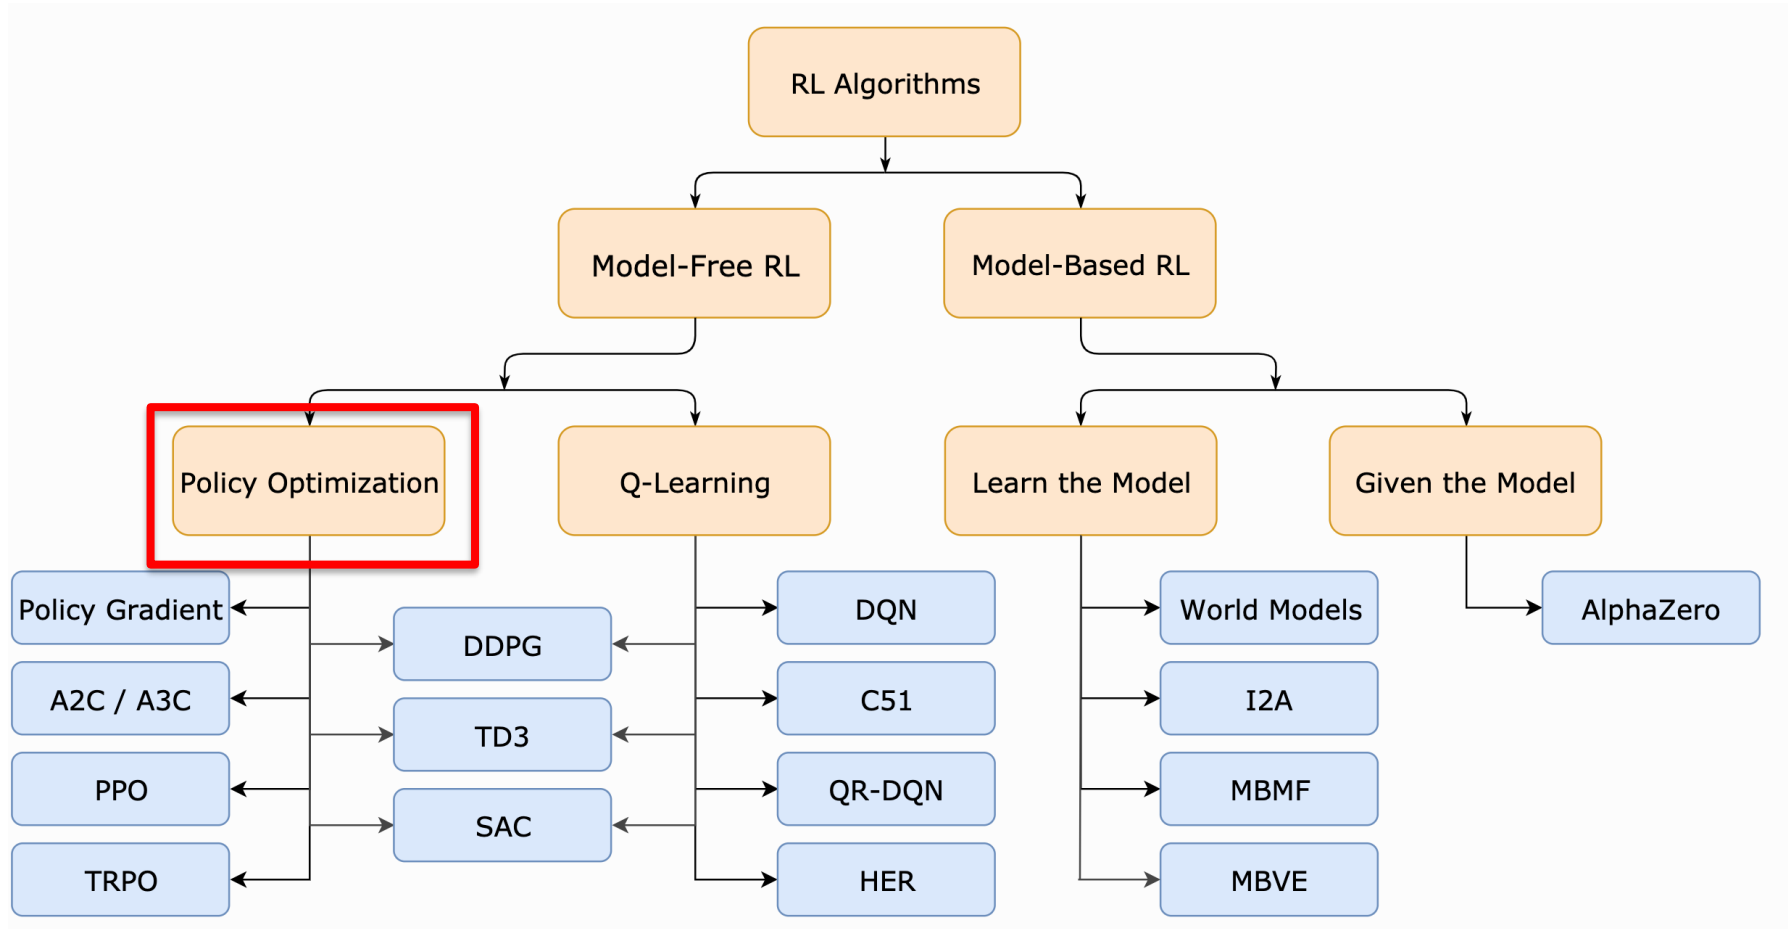 RL Algorithms
Model-Free RL
Model-Based RL
Policy Optimization
Q-Learning
Learn the Model
Given the Model
Policy Gradient
DDPG
DQN
World Models
AlphaZero
A2C / A3C
TD3
C51
I2A
PPO
SAC
QR-DQN
MBMF
TRPO
HER
MBVE